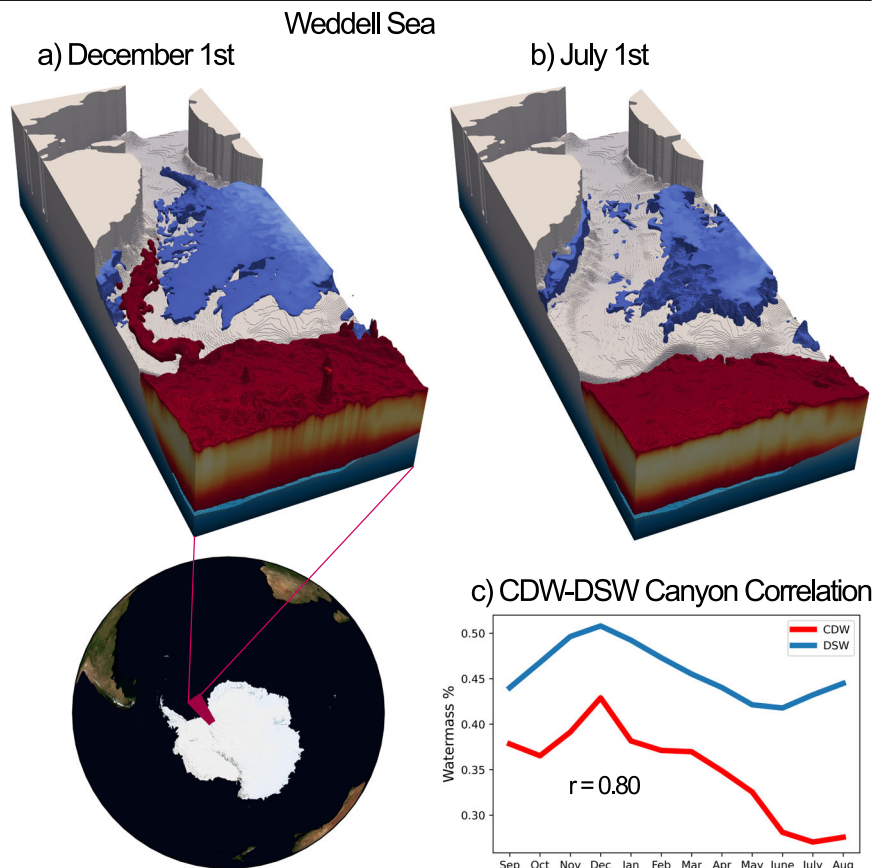 Weddell Sea
a) December 1st
b) July 1st
c) CDW-DSW Canyon Correlation
CDW
DSW
Watermass %
0.50
0.45
0.40
0.35
0.30
r = 0.80
Sep Oct Nov Dec Jan Feb Mar Apr May June July Aug